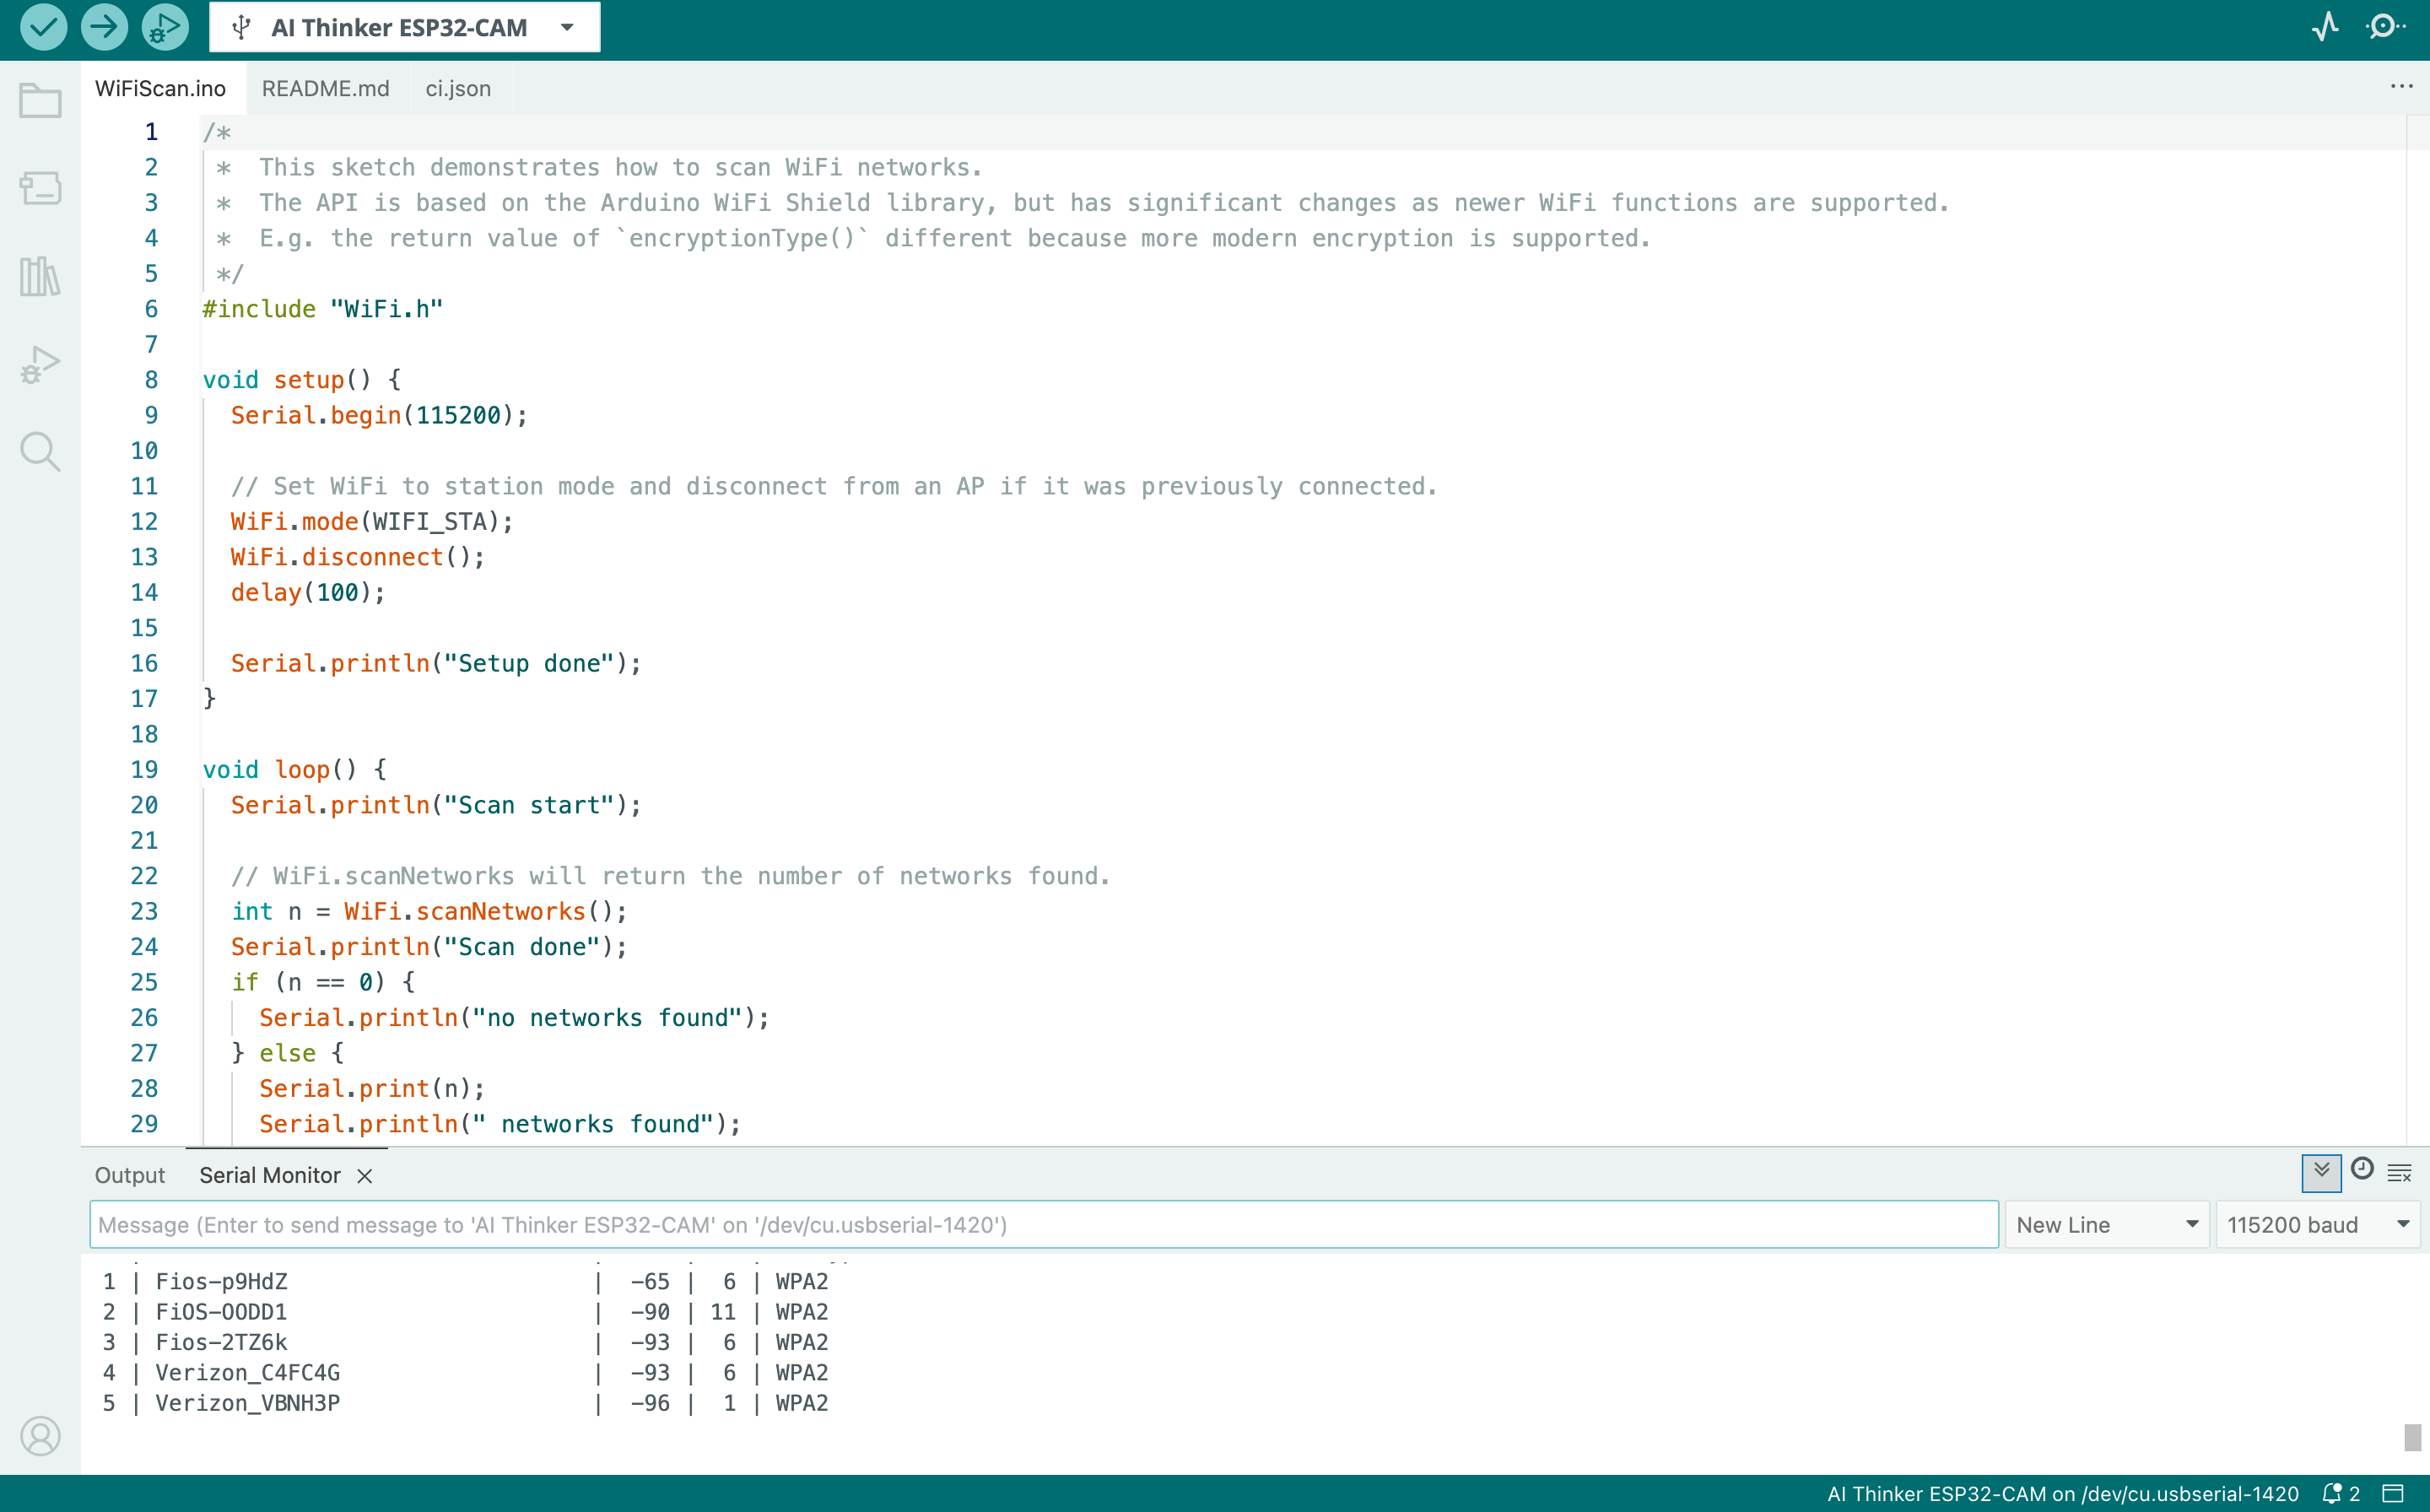 AI Thinker ESP32-CAM
WiFiScan.ino README.md ci.json
1 /*
2  *  This sketch demonstrates how to scan WiFi networks.
3  *  The API is based on the Arduino WiFi Shield library, but has significant changes as newer WiFi functions are supported.
4  *  E.g. the return value of `encryptionType()` different because more modern encryption is supported.
5  */
6 #include "WiFi.h"
7
8 void setup() {
9   Serial.begin(115200);
10
11   // Set WiFi to station mode and disconnect from an AP if it was previously connected.
12   WiFi.mode(WIFI_STA);
13   WiFi.disconnect();
14   delay(100);
15
16   Serial.println("Setup done");
17 }
18
19 void loop() {
20   Serial.println("Scan start");
21
22   // WiFi.scanNetworks will return the number of networks found.
23   int n = WiFi.scanNetworks();
24   Serial.println("Scan done");
25   if (n == 0) {
26     Serial.println("no networks found");
27   } else {
28     Serial.print(n);
29     Serial.println(" networks found");
Output Serial Monitor
Message (Enter to send message to 'AI Thinker ESP32-CAM' on '/dev/cu.usbserial-1420') New Line 115200 baud
1 | Fios-p9HdZ | -65 | 6 | WPA2
2 | FiOS-OODD1 | -90 | 11 | WPA2
3 | Fios-2TZ6k | -93 | 6 | WPA2
4 | Verizon_C4FC4G | -93 | 6 | WPA2
5 | Verizon_VBNH3P | -96 | 1 | WPA2
AI Thinker ESP32-CAM on /dev/cu.usbserial-1420 2